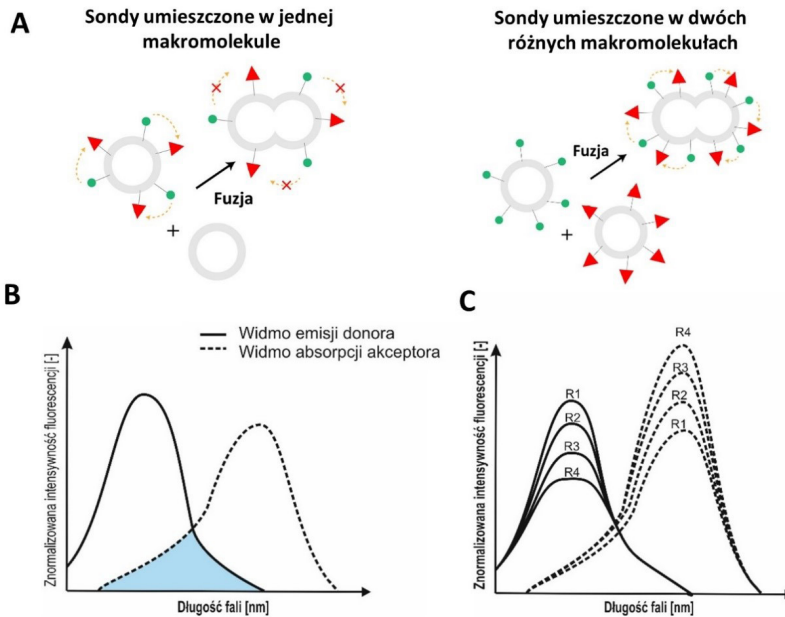 A
Sondy umieszczone w jednej
makromolekule
Fuzja
+
Sondy umieszczone w dwóch
różnych makromolekułach
Fuzja
+
B
Znormalizowana intensywność fluorescencji [-]
Widmo emisji donora
Widmo absorpcji akceptora
Długość fali [nm]
C
Znormalizowana intensywność fluorescencji [-]
R1
R2
R3
R4
R4
R3
R2
R1
Długość fali [nm]